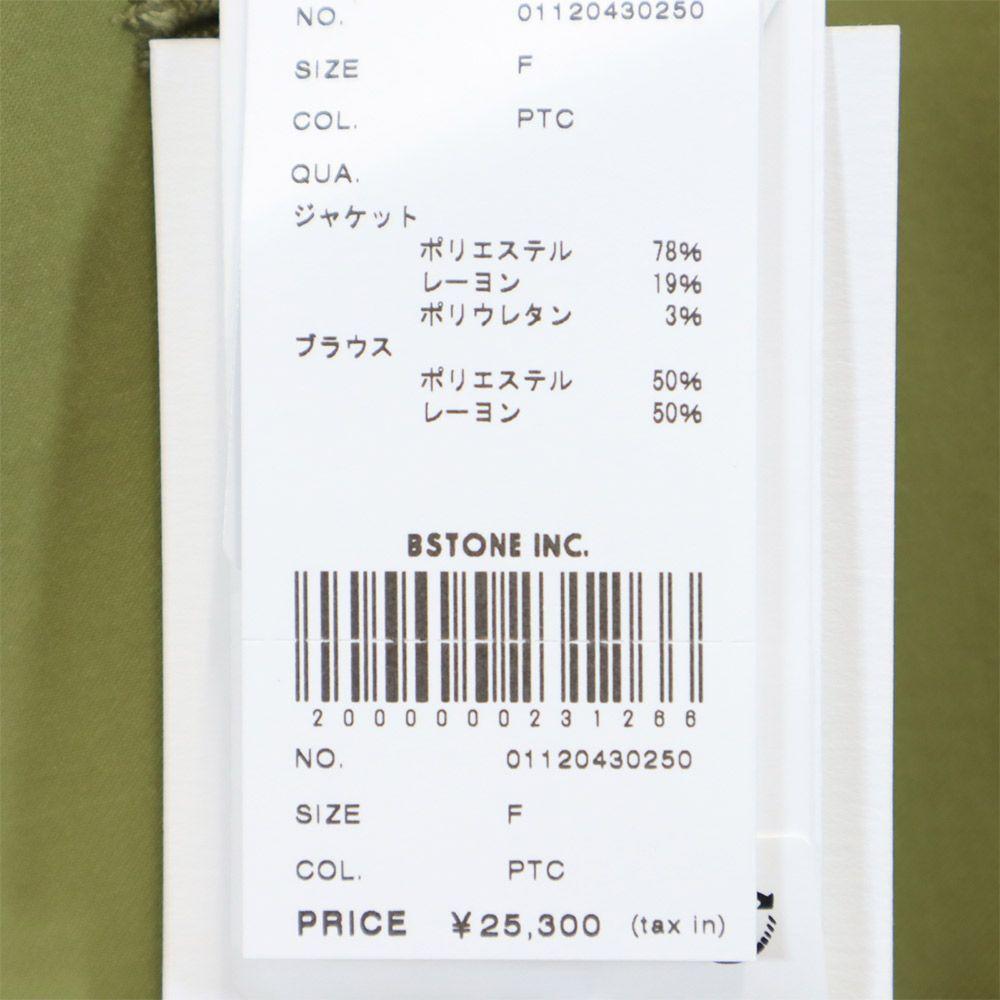 NO. 01120430250
SIZE F
COL. PTC
QUA.
ジャケット
ポリエステル 78%
レーヨン 19%
ポリウレタン 3%
ブラウス
ポリエステル 50%
レーヨン 50%
BSTONE INC.
2000000231266
NO. 01120430250
SIZE F
COL. PTC
PRICE ¥25,300 (tax in)